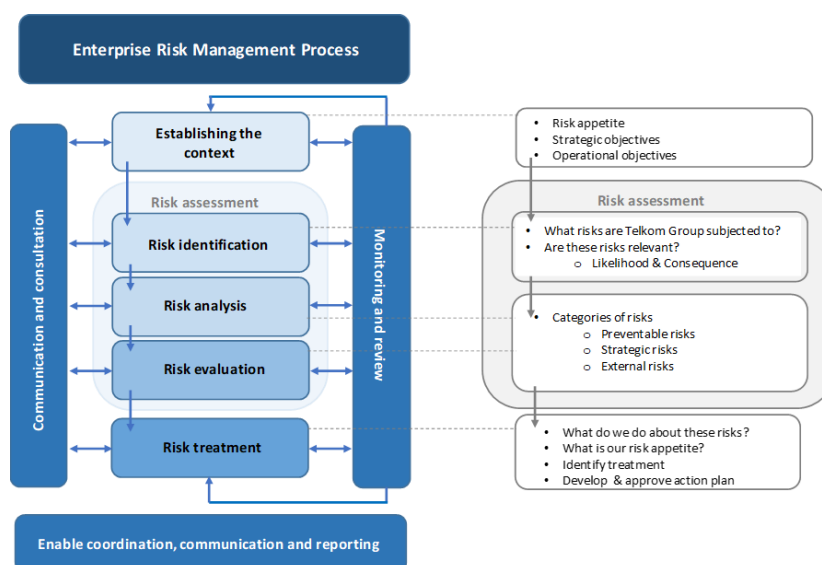 Enterprise Risk Management Process
Communication and consultation
Establishing the
context
Risk assessment
Risk identification
Risk analysis
Risk evaluation
Risk treatment
Monitoring and review
Enable coordination, communication and reporting
• Risk appetite
• Strategic objectives
• Operational objectives
Risk assessment
• What risks are Telkom Group subjected to?
• Are these risks relevant?
o Likelihood & Consequence
• Categories of risks
o Preventable risks
o Strategic risks
o External risks
• What do we do about these risks?
• What is our risk appetite?
• Identify treatment
• Develop & approve action plan